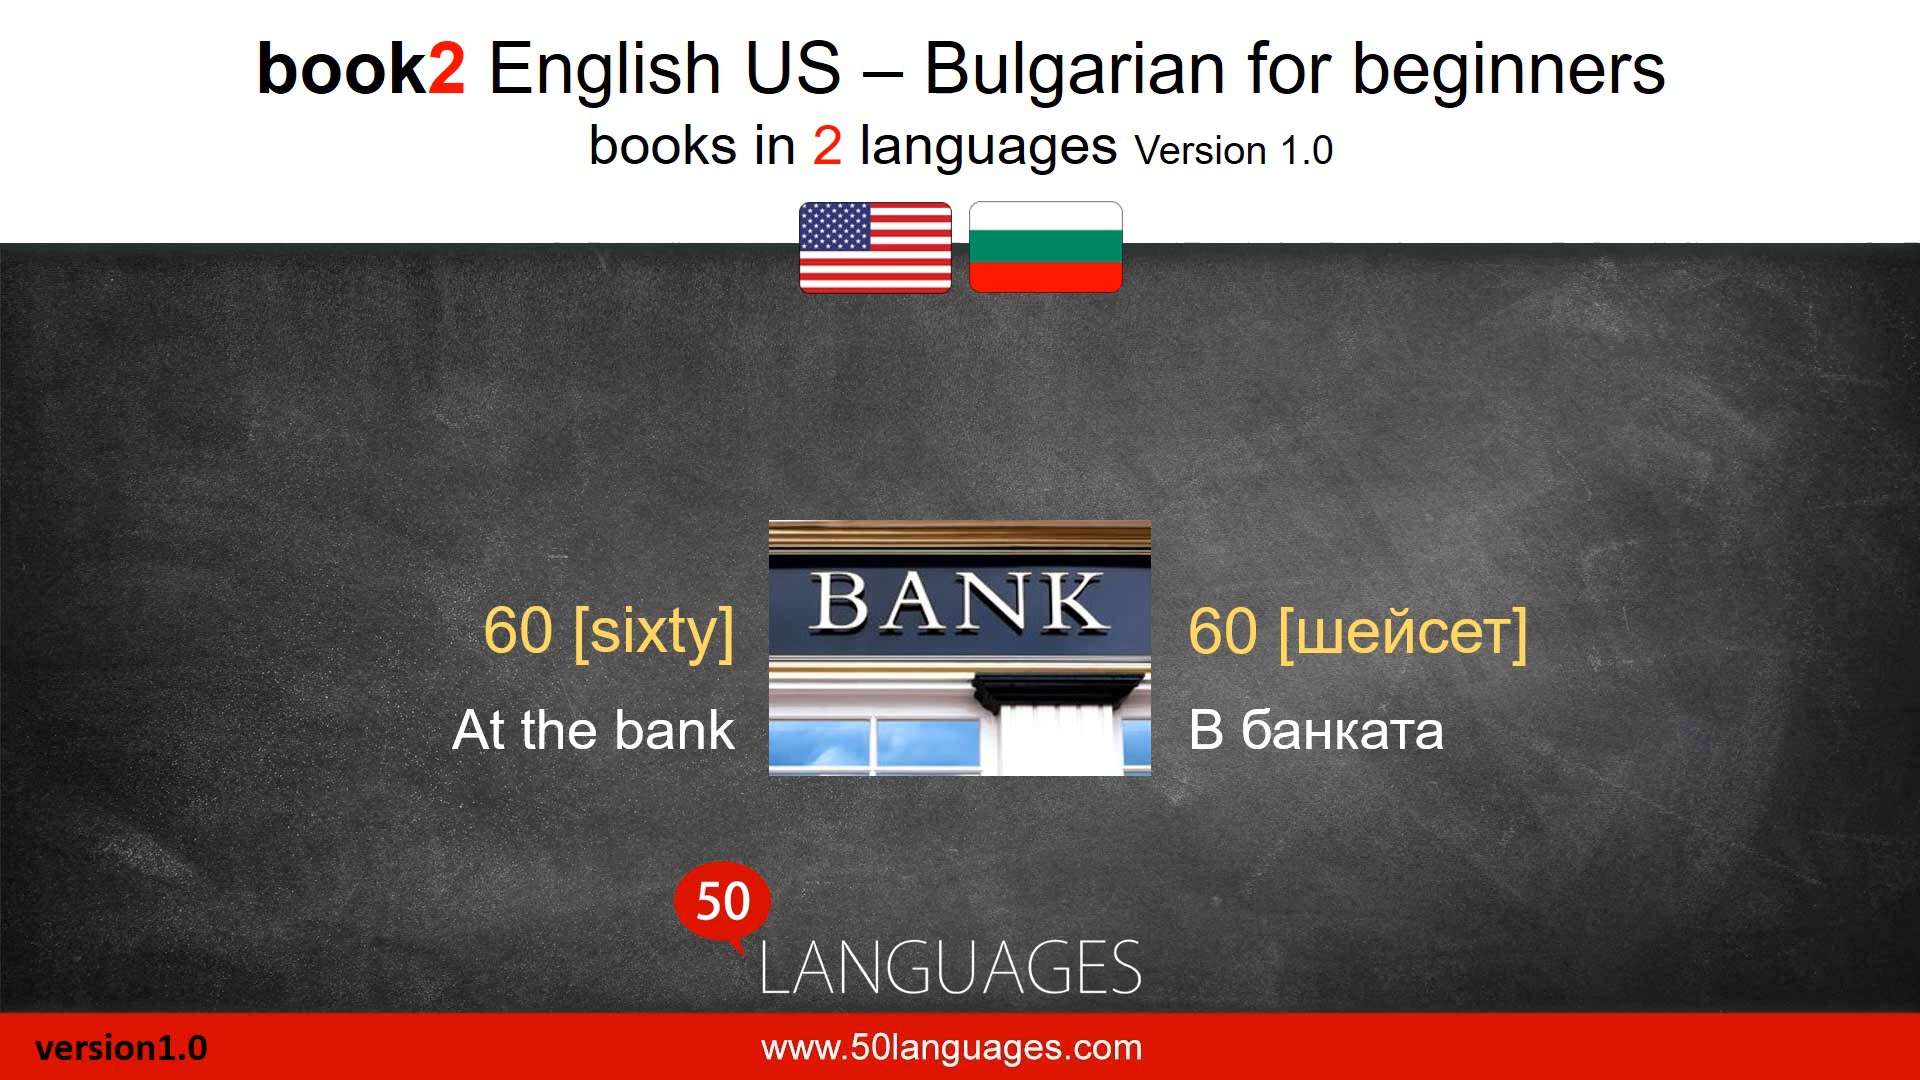 book2 English US – Bulgarian for beginners
books in 2 languages Version 1.0
BANK
60 [sixty]
60 [шейсет]
At the bank
В банката
50
LANGUAGES
version1.0
www.50languages.com